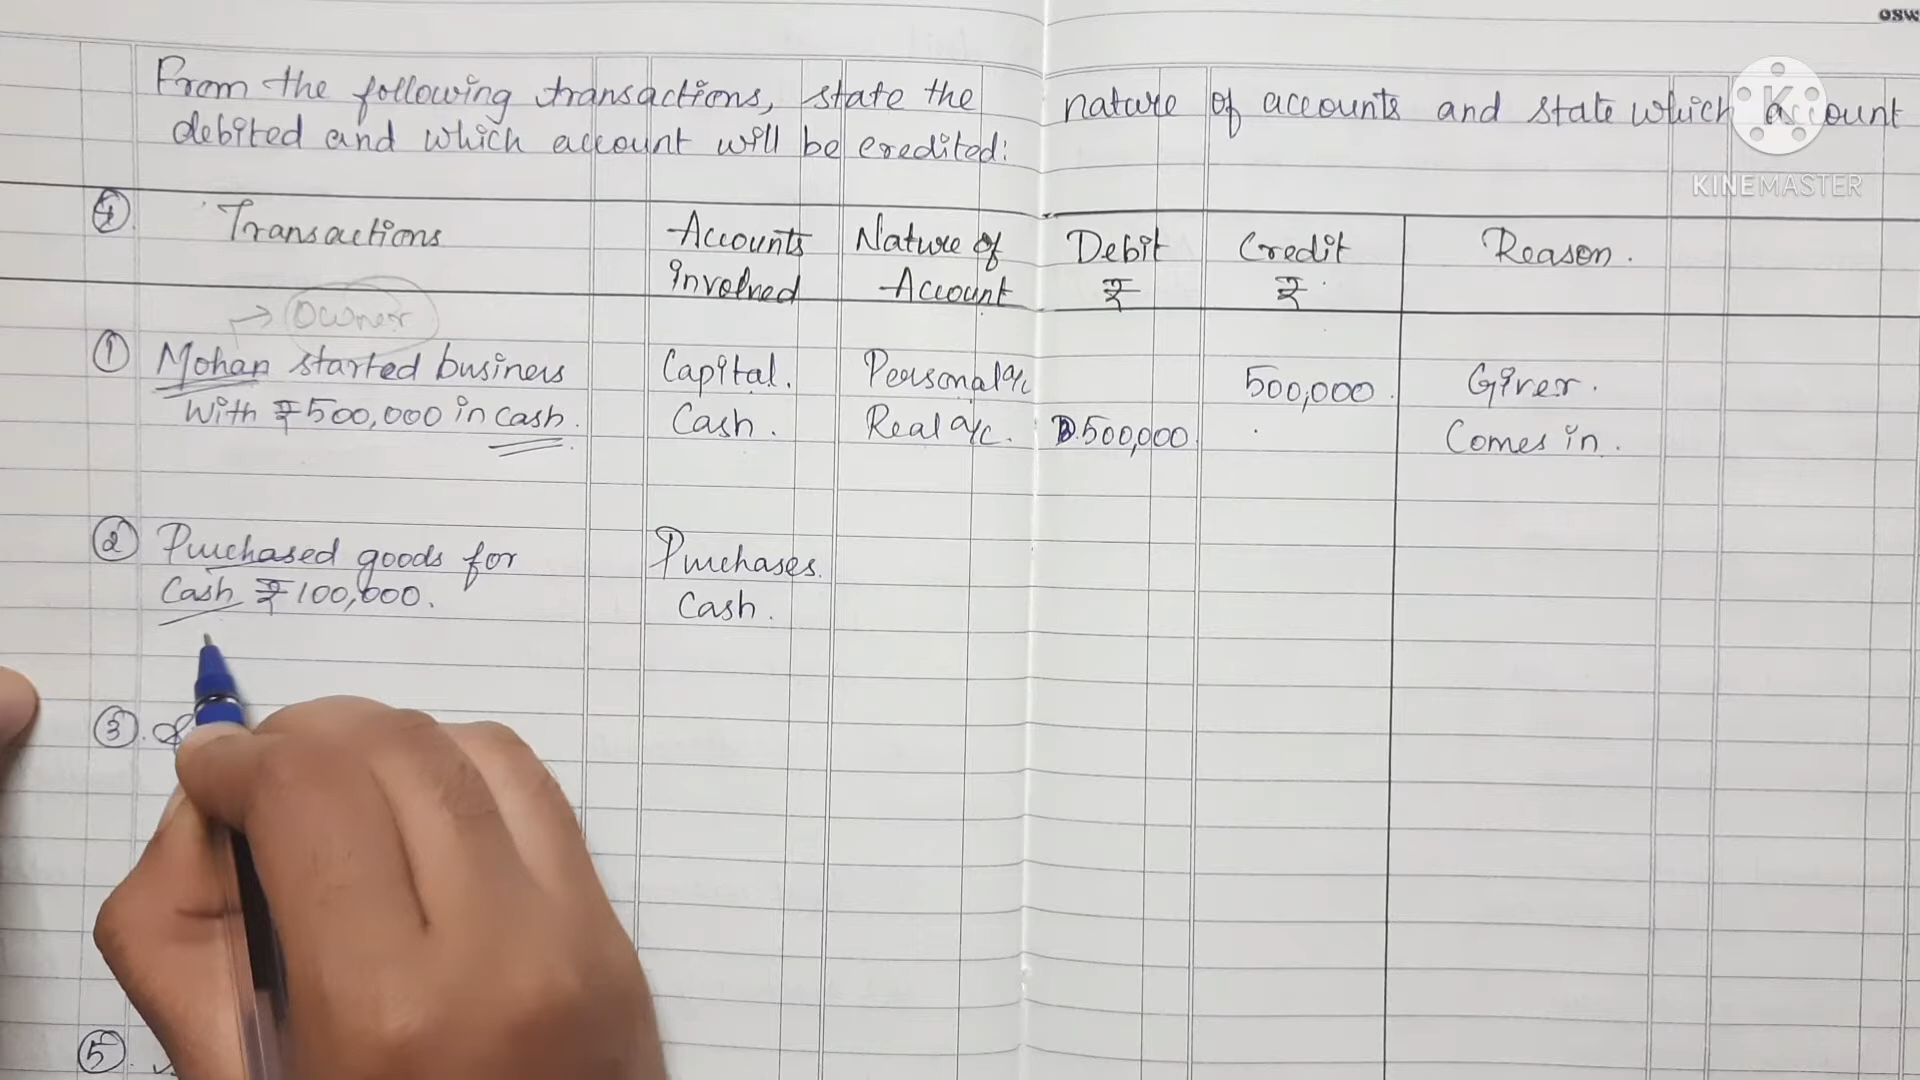 osw
From the following transactions, state the nature of accounts and state which account
debited and which account will be credited:
KINEMASTER
4. Transactions Accounts involved Nature of Account Debit ₹ Credit ₹ Reason.
→ Owner
1 Mohan started business Capital. Personal a/c 500,000. Giver.
With ₹500,000 in cash. Cash. Real a/c. D.500,000 Comes in.
2 Purchased goods for Purchases.
Cash ₹100,000. Cash.
3.
5.